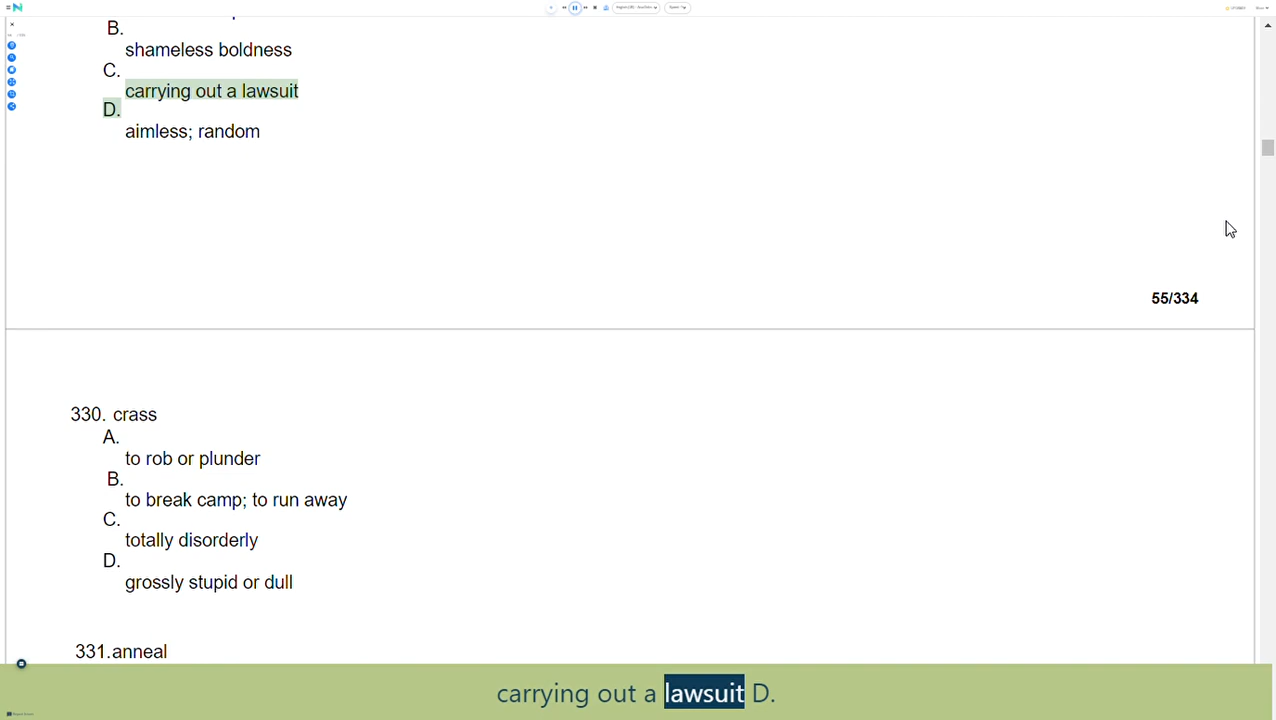 B.
shameless boldness
C.
carrying out a lawsuit
D.
aimless; random
55/334
330. crass
A.
to rob or plunder
B.
to break camp; to run away
C.
totally disorderly
D.
grossly stupid or dull
331.anneal
carrying out a lawsuit D.